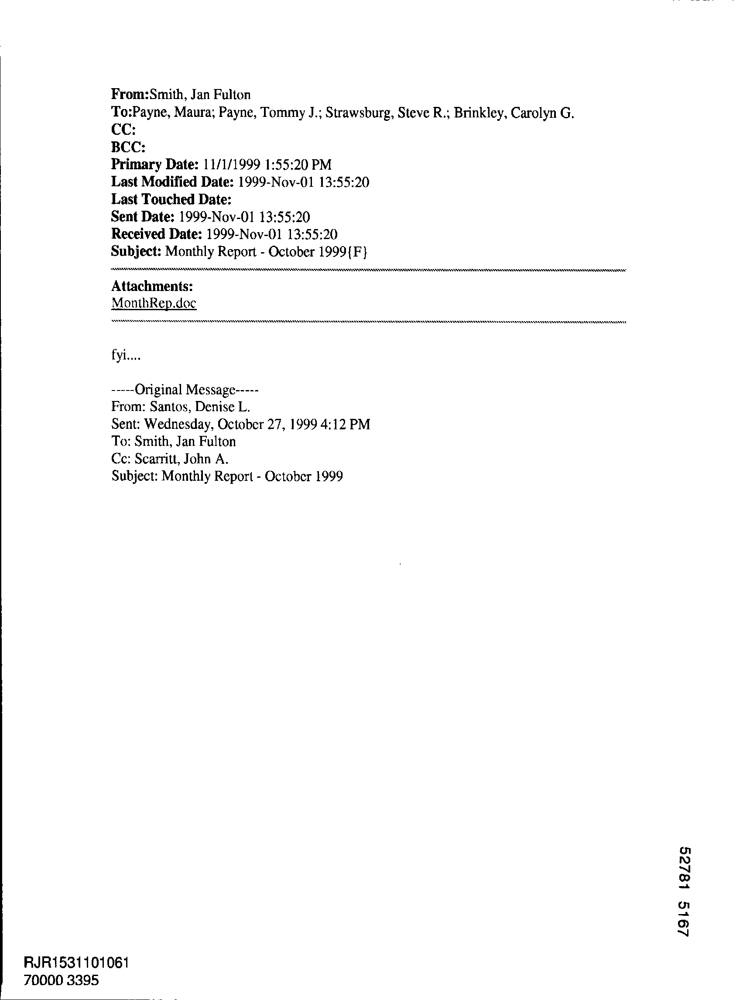 From:Smith, Jan Fulton
To:Payne, Maura; Payne, Tommy J.; Strawsburg, Steve R.; Brinkley, Carolyn G.
CC:
BCC:
Primary Date: 11/1/1999 1:55:20 PM
Last Modified Date: 1999-Nov-01 13:55:20
Last Touched Date:
Sent Date: 1999-Nov-01 13:55:20
Received Date: 1999-Nov-01 13:55:20
Subject: Monthly Report - October 1999{F}
Attachments:
MonthRep.doc
fyi....
-----Original Message-----
From: Santos, Denise L.
Sent: Wednesday, October 27, 1999 4:12 PM
To: Smith, Jan Fulton
Cc: Scarritt, John A.
Subject: Monthly Report - October 1999
52781 5167
RJR1531101061
70000 3395